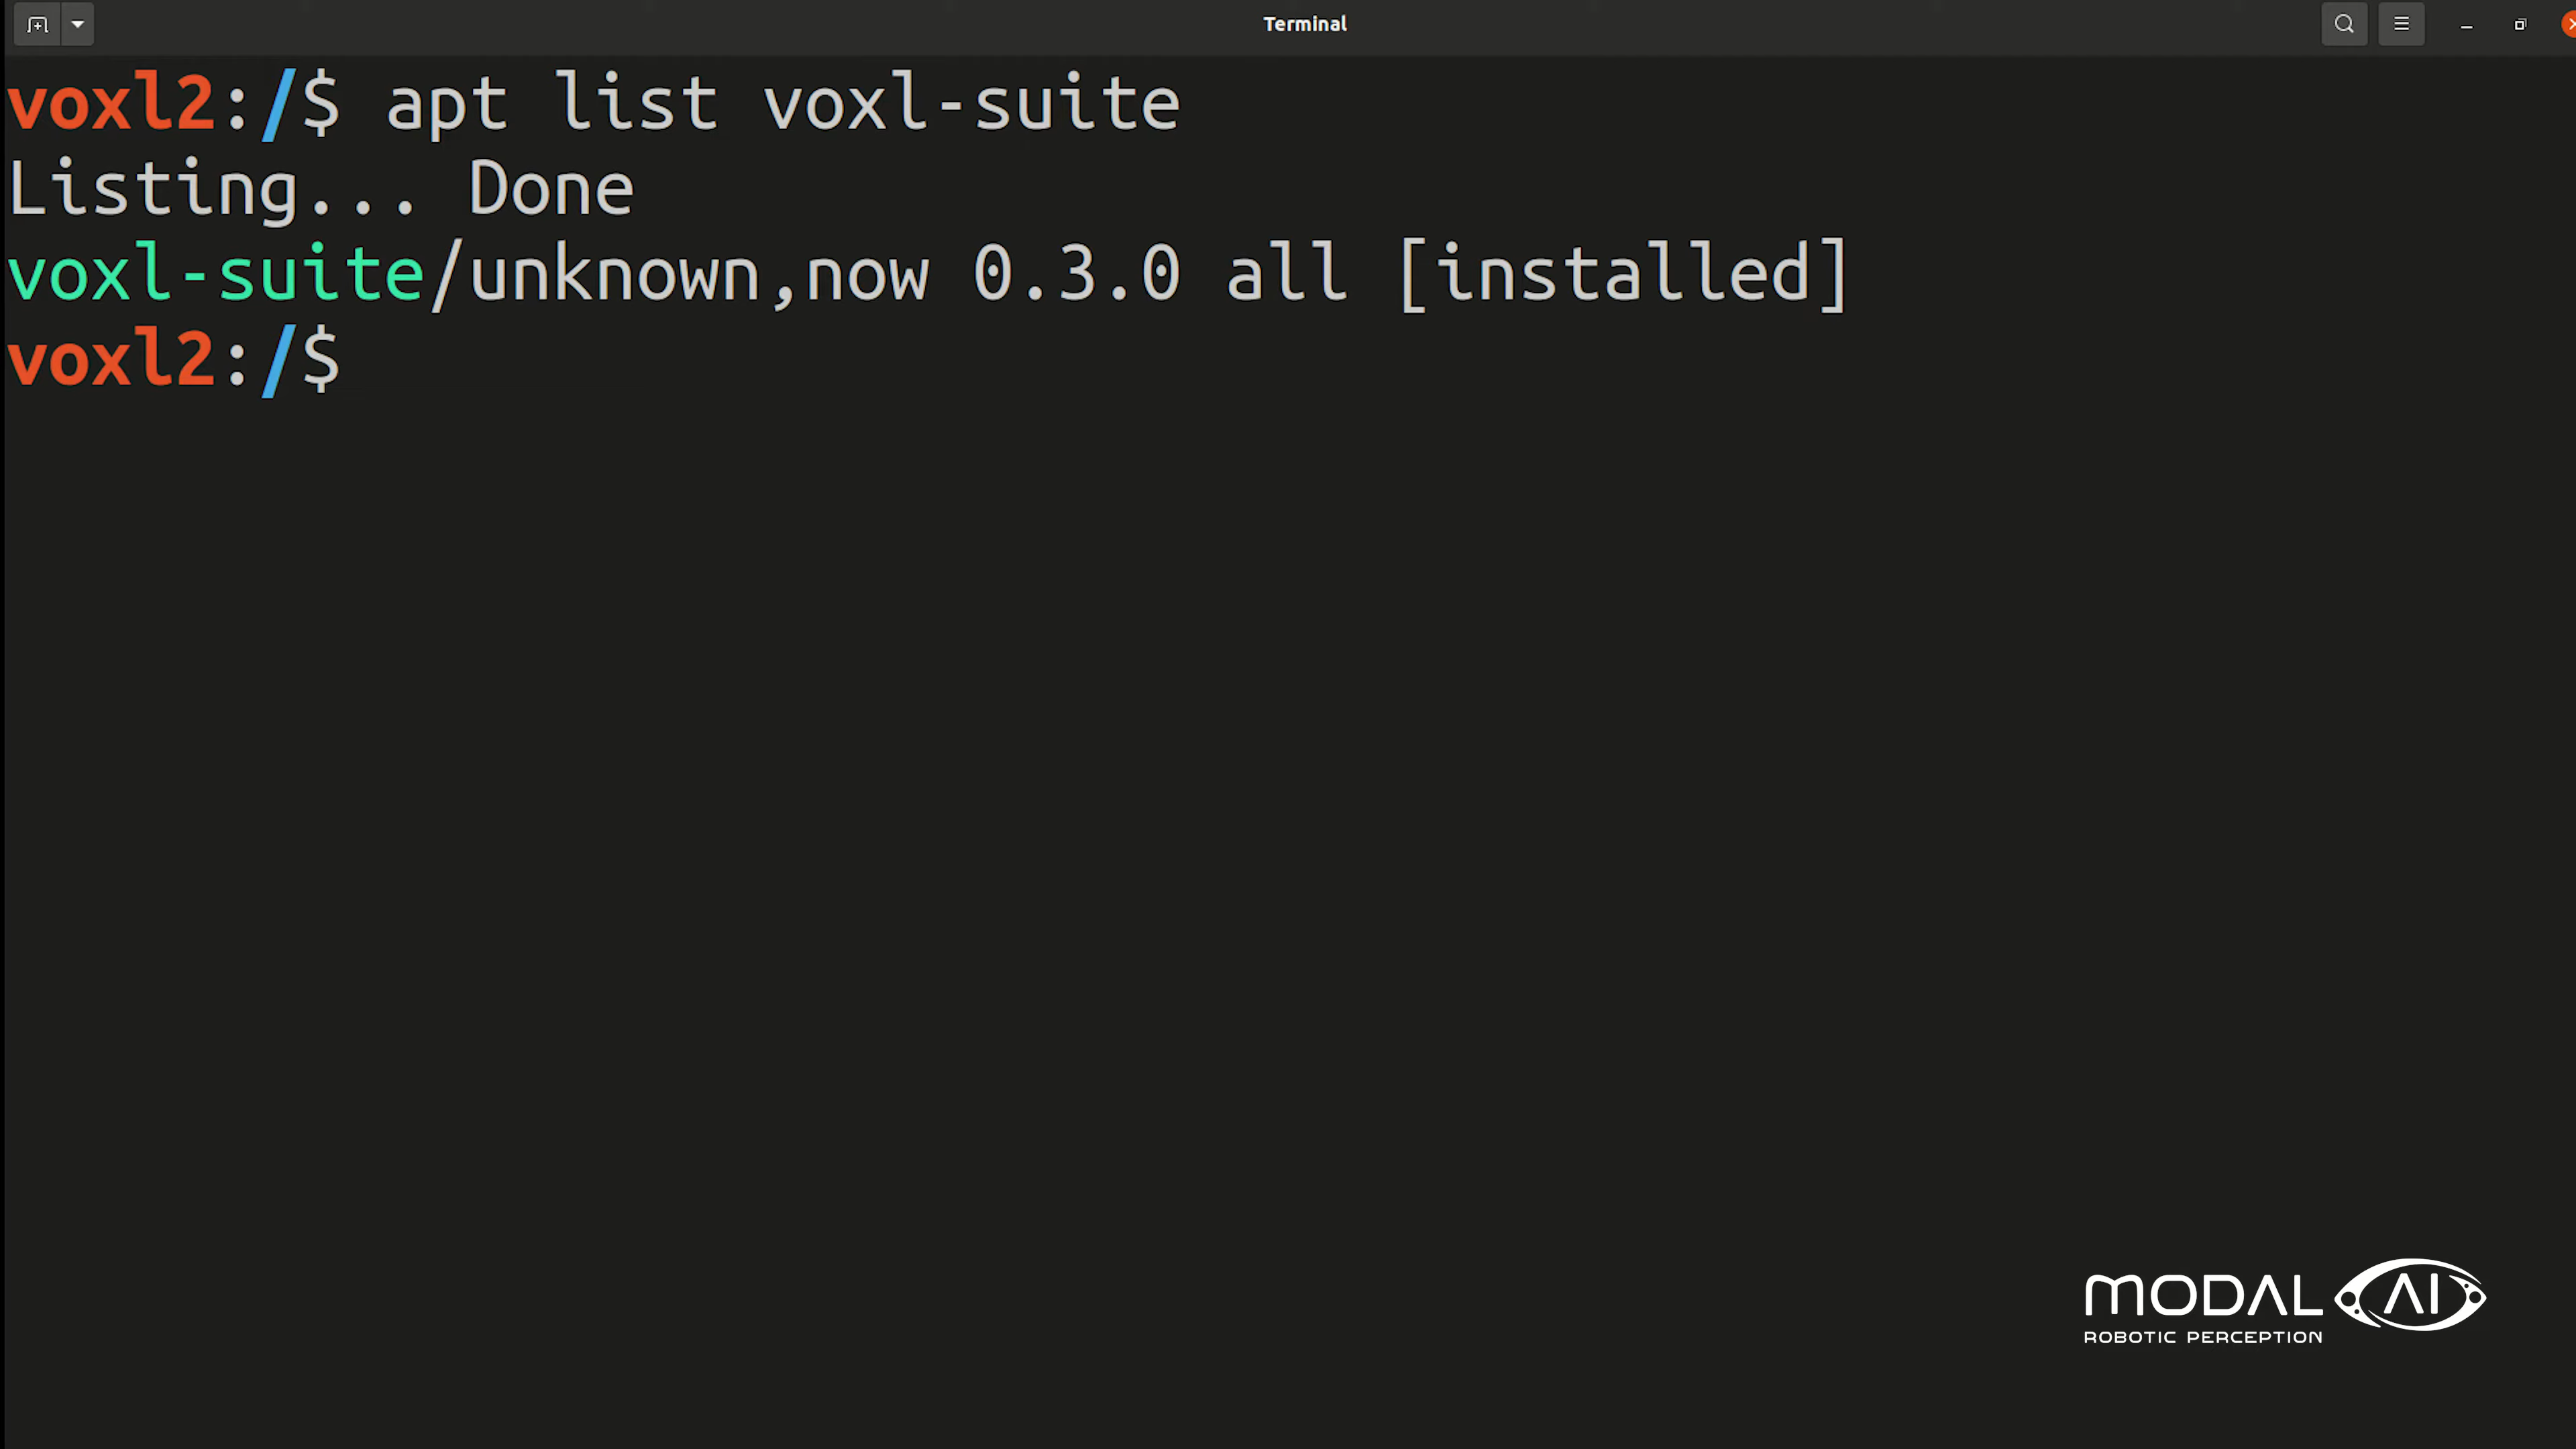 Terminal
voxl2:/$ apt list voxl-suite
Listing... Done
voxl-suite/unknown,now 0.3.0 all [installed]
voxl2:/$
MODAL AI
ROBOTIC PERCEPTION